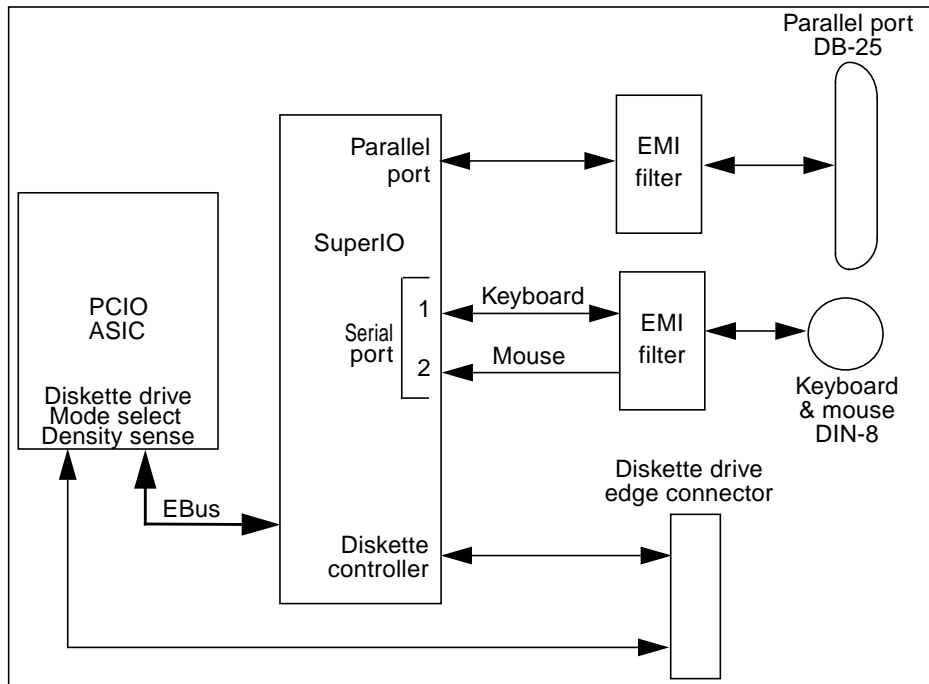 Parallel port
DB-25
Parallel
port
EMI
filter
SuperIO
PCIO
ASIC
Serial
port
1
2
Keyboard
Mouse
EMI
filter
Keyboard
& mouse
DIN-8
Diskette drive
Mode select
Density sense
EBus
Diskette drive
edge connector
Diskette
controller